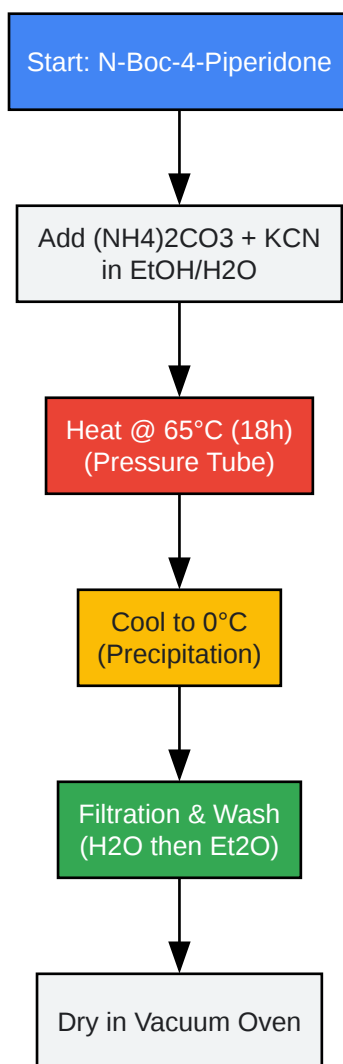 Start: N-Boc-4-Piperidone
Add (NH4)2CO3 + KCN
in EtOH/H2O
Heat @ 65°C (18h)
(Pressure Tube)
Cool to 0°C
(Precipitation)
Filtration & Wash
(H2O then Et2O)
Dry in Vacuum Oven